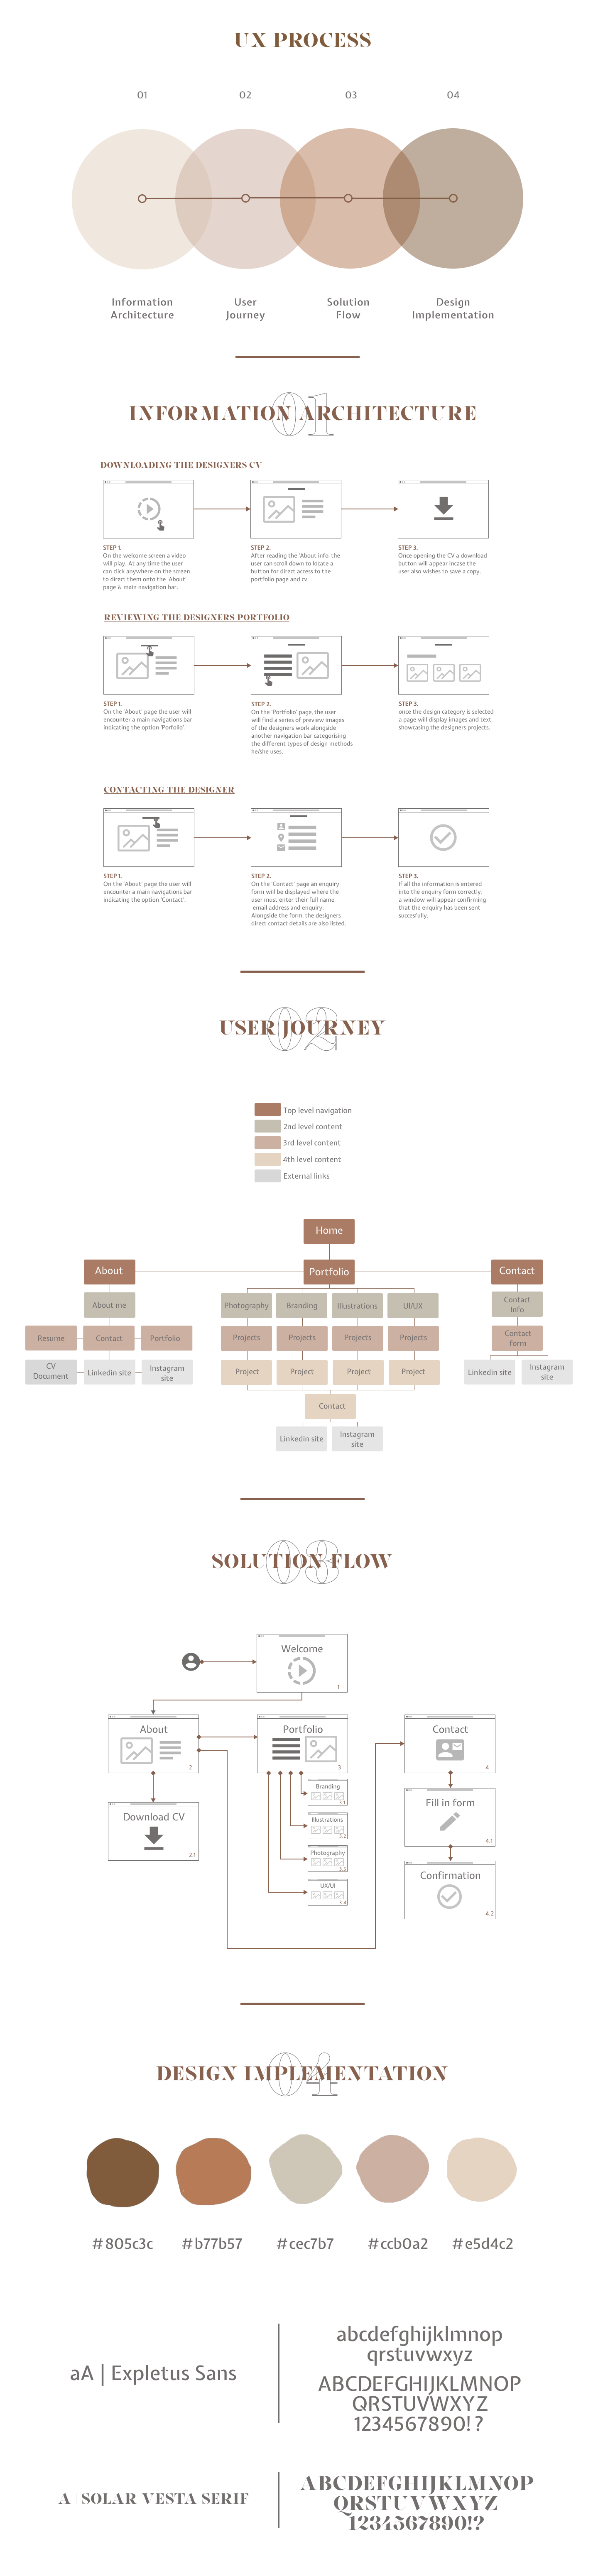 UX PROCESS
01
02
03
04
Information
Architecture
User
Journey
Solution
Flow
Design
Implementation
01
INFORMATION ARCHITECTURE
DOWNLOADING THE DESIGNERS CV
STEP 1.
On the welcome screen a video
will play. At any time the user
can click anywhere on the screen
to direct them onto the 'About'
page & main navigation bar.
STEP 2.
After reading the 'About info, the
user can scroll down to locate a
button for direct access to the
portfolio page and cv.
STEP 3.
Once opening the CV a download
button will appear incase the
user also wishes to save a copy.
REVIEWING THE DESIGNERS PORTFOLIO
STEP 1.
On the 'About' page the user will
encounter a main navigations bar
indicating the option 'Porfolio'.
STEP 2.
On the 'Portfolio' page, the user
will find a series of preview images
of the designers work alongside
another navigation bar categorising
the different types of design methods
he/she uses.
STEP 3.
once the design category is selected
a page will display images and text,
showcasing the designers projects.
CONTACTING THE DESIGNER
STEP 1.
On the 'About' page the user will
encounter a main navigations bar
indicating the option 'Contact'.
STEP 2.
On the 'Contact' page an enquiry
form will be displayed where the
user must enter their full name,
email address and enquiry.
Alongside the form, the designers
direct contact details are also listed.
STEP 3.
If all the information is entered
into the enquiry form correctly,
a window will appear confirming
that the enquiry has been sent
succesfully.
02
USER JOURNEY
Top level navigation
2nd level content
3rd level content
4th level content
External links
Home
About
Portfolio
Contact
About me
Photography
Branding
Illustrations
UI/UX
Contact
Info
Resume
Contact
Portfolio
Projects
Projects
Projects
Projects
Contact
form
CV
Document
Linkedin site
Instagram
site
Project
Project
Project
Project
Linkedin site
Instagram
site
Contact
Linkedin site
Instagram
site
03
SOLUTION FLOW
Welcome
1
About
2
Portfolio
3
Contact
4
Branding
3.1
Download CV
2.1
Illustrations
3.2
Photography
3.3
UX/UI
3.4
Fill in form
4.1
Confirmation
4.2
04
DESIGN IMPLEMENTATION
#805c3c
#b77b57
#cec7b7
#ccb0a2
#e5d4c2
aA | Expletus Sans
abcdefghijklmnop
qrstuvwxyz
ABCDEFGHIJKLMNOP
QRSTUVWXYZ
1234567890!?
A | SOLAR VESTA SERIF
ABCDEFGHIJKLMNOP
QRSTUVWXYZ
1234567890!?